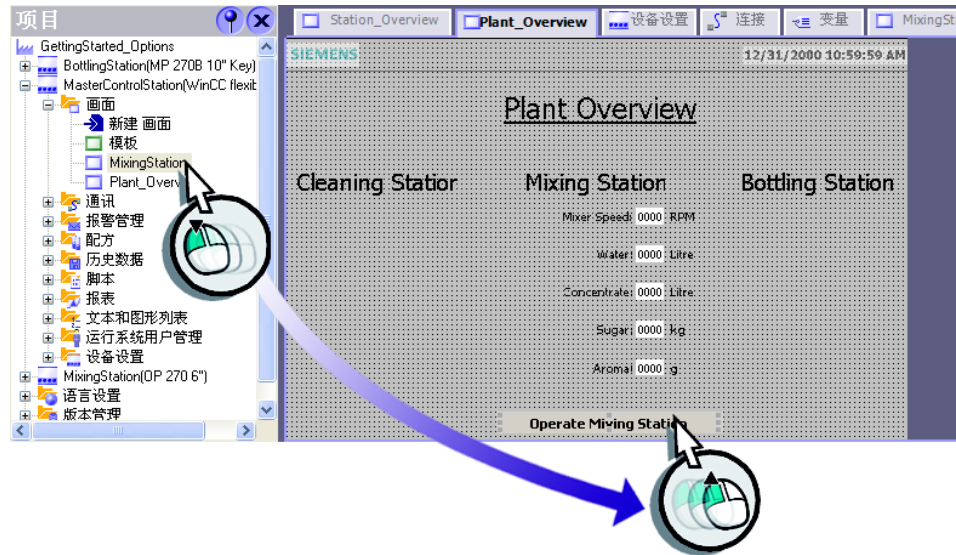 项目
GettingStarted_Options
BottlingStation(MP 270B 10" Key)
MasterControlStation(WinCC flexit
画面
新建 画面
模板
MixingStation
Plant_Overv
通讯
报警管理
配方
历史数据
脚本
报表
文本和图形列表
运行系统用户管理
设备设置
MixingStation(OP 270 6")
语言设置
版本管理
Station_Overview
Plant_Overview
设备设置
连接
变量
MixingSt
SIEMENS
12/31/2000 10:59:59 AM
Plant Overview
Cleaning Station
Mixing Station
Bottling Station
Mixer Speed: 0000 RPM
Water: 0000 Litre
Concentrate: 0000 Litre
Sugar: 0000 kg
Aroma: 0000 g
Operate Mixing Station